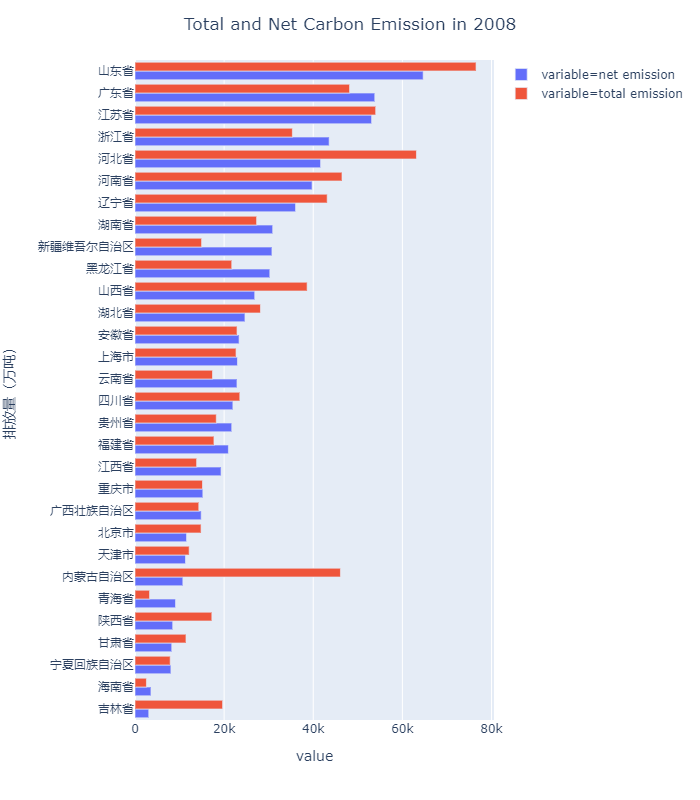 Total and Net Carbon Emission in 2008
variable=net emission
variable=total emission
排放量 (万吨)
山东省
广东省
江苏省
浙江省
河北省
河南省
辽宁省
湖南省
新疆维吾尔自治区
黑龙江省
山西省
湖北省
安徽省
上海市
云南省
四川省
贵州省
福建省
江西省
重庆市
广西壮族自治区
北京市
天津市
内蒙古自治区
青海省
陕西省
甘肃省
宁夏回族自治区
海南省
吉林省
0 20k 40k 60k 80k
value